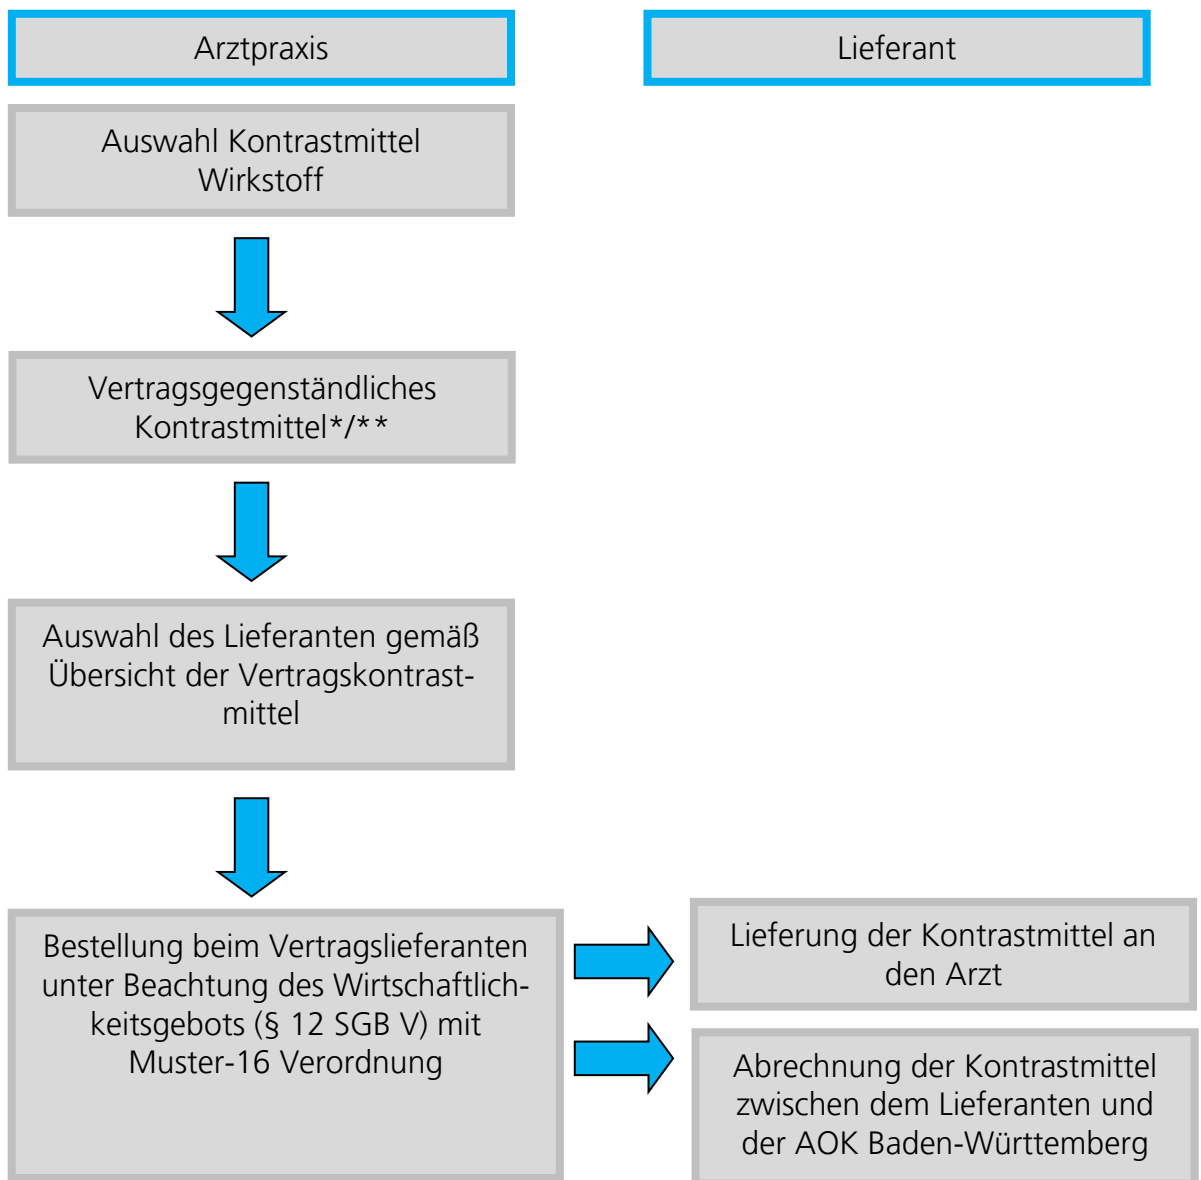 Arztpraxis
Lieferant
Auswahl Kontrastmittel
Wirkstoff
Vertragsgegenständliches
Kontrastmittel*/**
Auswahl des Lieferanten gemäß
Übersicht der Vertragskontrast-
mittel
Bestellung beim Vertragslieferanten
unter Beachtung des Wirtschaftlich-
keitsgebots (§ 12 SGB V) mit
Muster-16 Verordnung
Lieferung der Kontrastmittel an
den Arzt
Abrechnung der Kontrastmittel
zwischen dem Lieferanten und
der AOK Baden-Württemberg